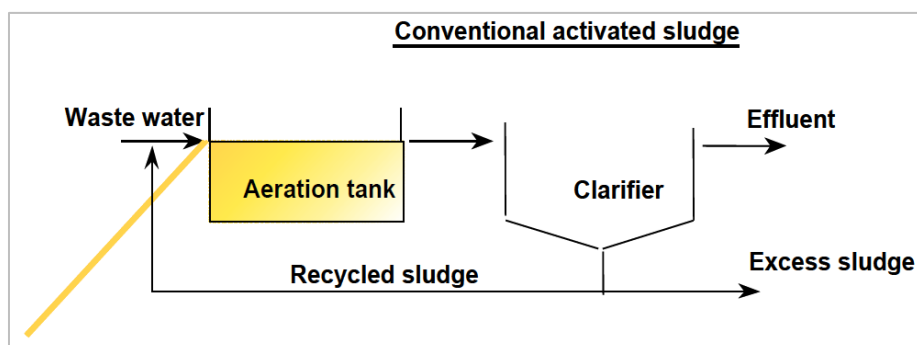 Conventional activated sludge
Waste water
Effluent
Aeration tank
Clarifier
Recycled sludge
Excess sludge